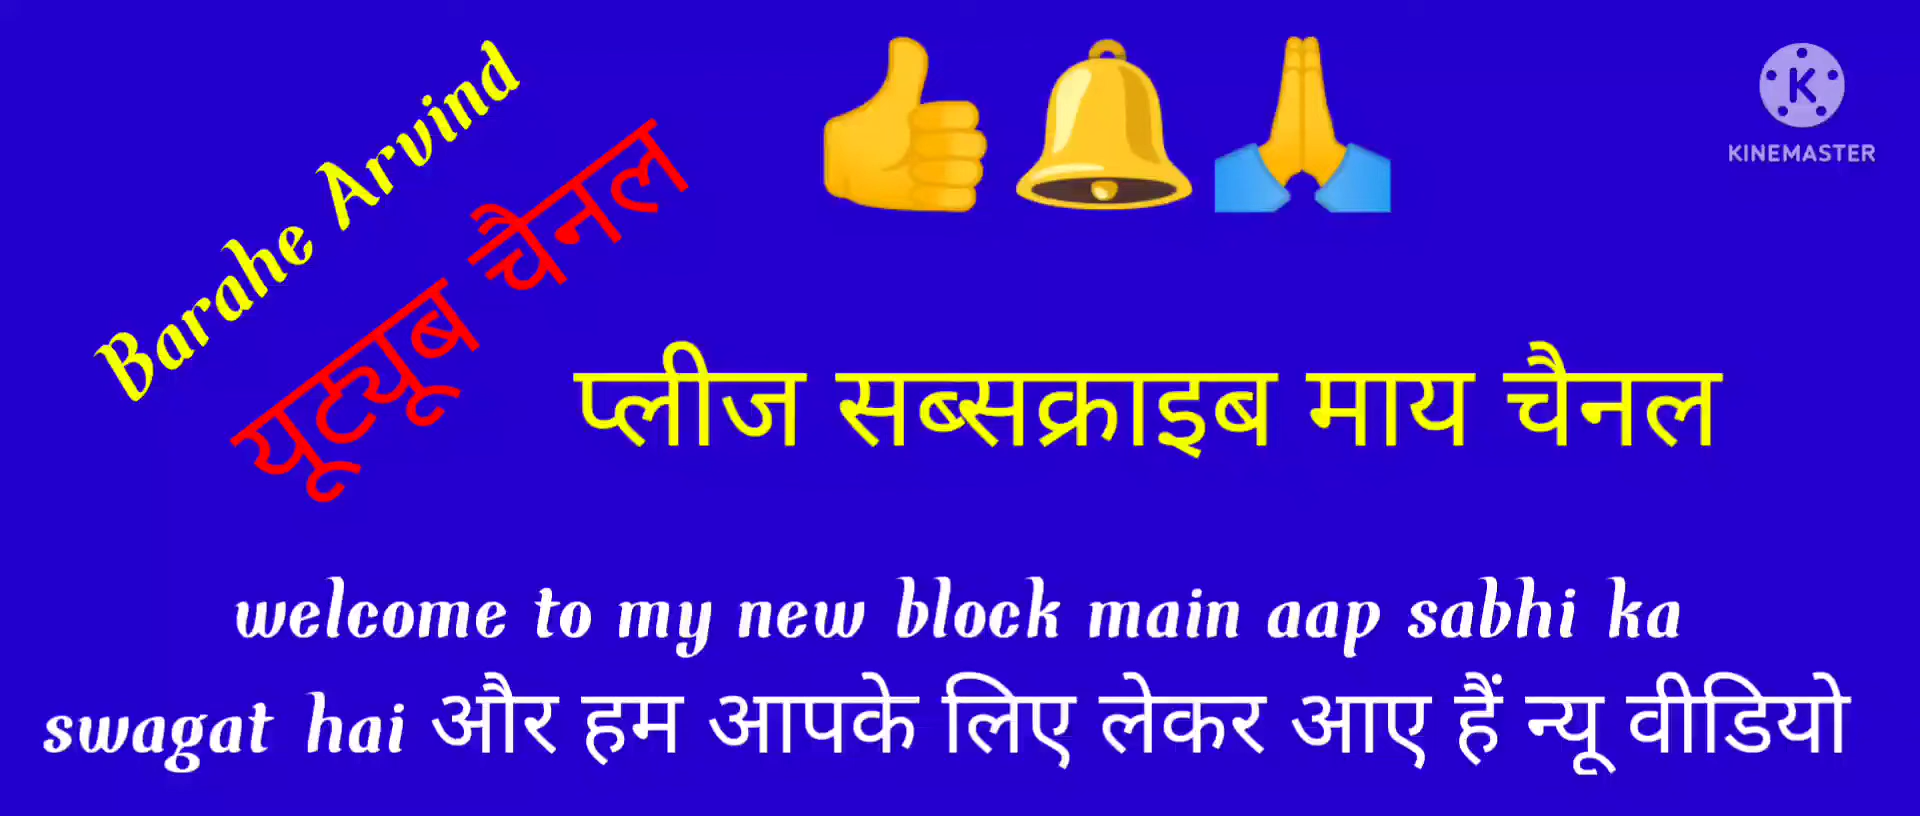 Barahe Arvind
यूट्यूब चैनल
KINEMASTER
प्लीज सब्सक्राइब माय चैनल
welcome to my new block main aap sabhi ka
swagat hai और हम आपके लिए लेकर आए हैं न्यू वीडियो